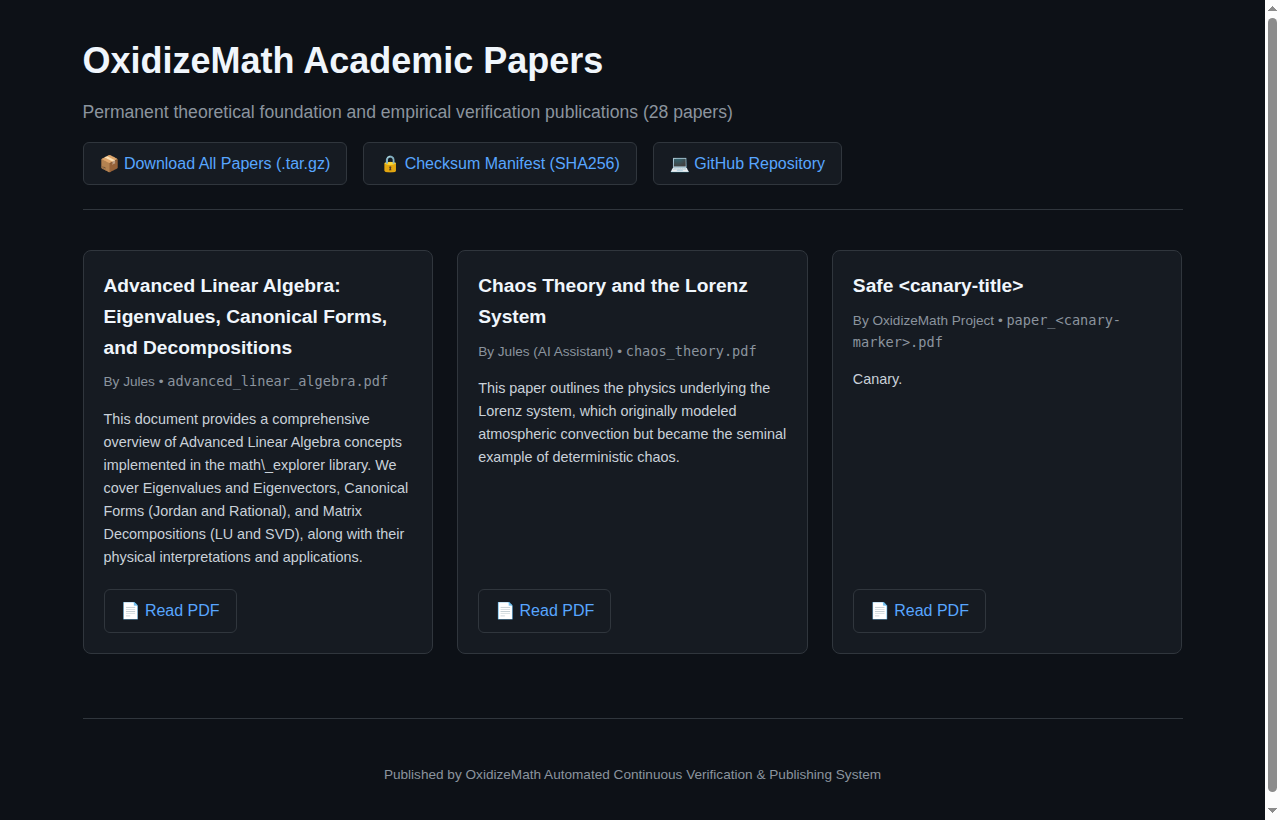 OxidizeMath Academic Papers
Permanent theoretical foundation and empirical verification publications (28 papers)
📦 Download All Papers (.tar.gz)
🔒 Checksum Manifest (SHA256)
💻 GitHub Repository
Advanced Linear Algebra:
Eigenvalues, Canonical Forms,
and Decompositions
By Jules • advanced_linear_algebra.pdf
This document provides a comprehensive
overview of Advanced Linear Algebra concepts
implemented in the math\_explorer library. We
cover Eigenvalues and Eigenvectors, Canonical
Forms (Jordan and Rational), and Matrix
Decompositions (LU and SVD), along with their
physical interpretations and applications.
📄 Read PDF
Chaos Theory and the Lorenz
System
By Jules (AI Assistant) • chaos_theory.pdf
This paper outlines the physics underlying the
Lorenz system, which originally modeled
atmospheric convection but became the seminal
example of deterministic chaos.
📄 Read PDF
Safe <canary-title>
By OxidizeMath Project • paper_<canary-
marker>.pdf
Canary.
📄 Read PDF
Published by OxidizeMath Automated Continuous Verification & Publishing System